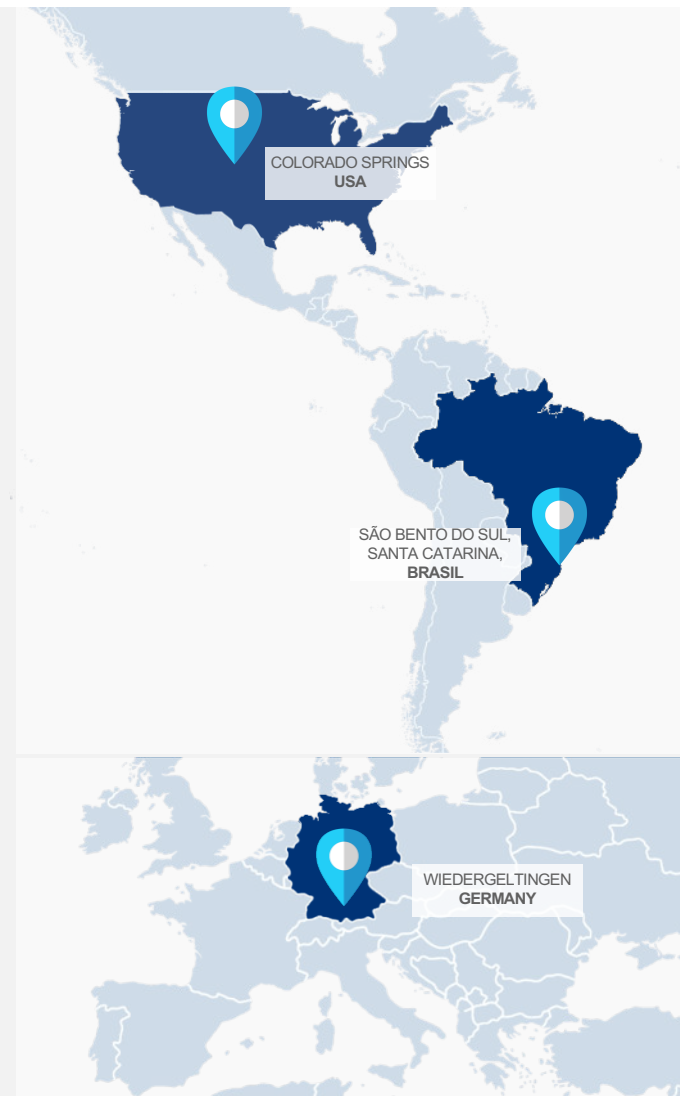 COLORADO SPRINGS
USA
SÃO BENTO DO SUL,
SANTA CATARINA,
BRASIL
WIEDERGELTINGEN
GERMANY